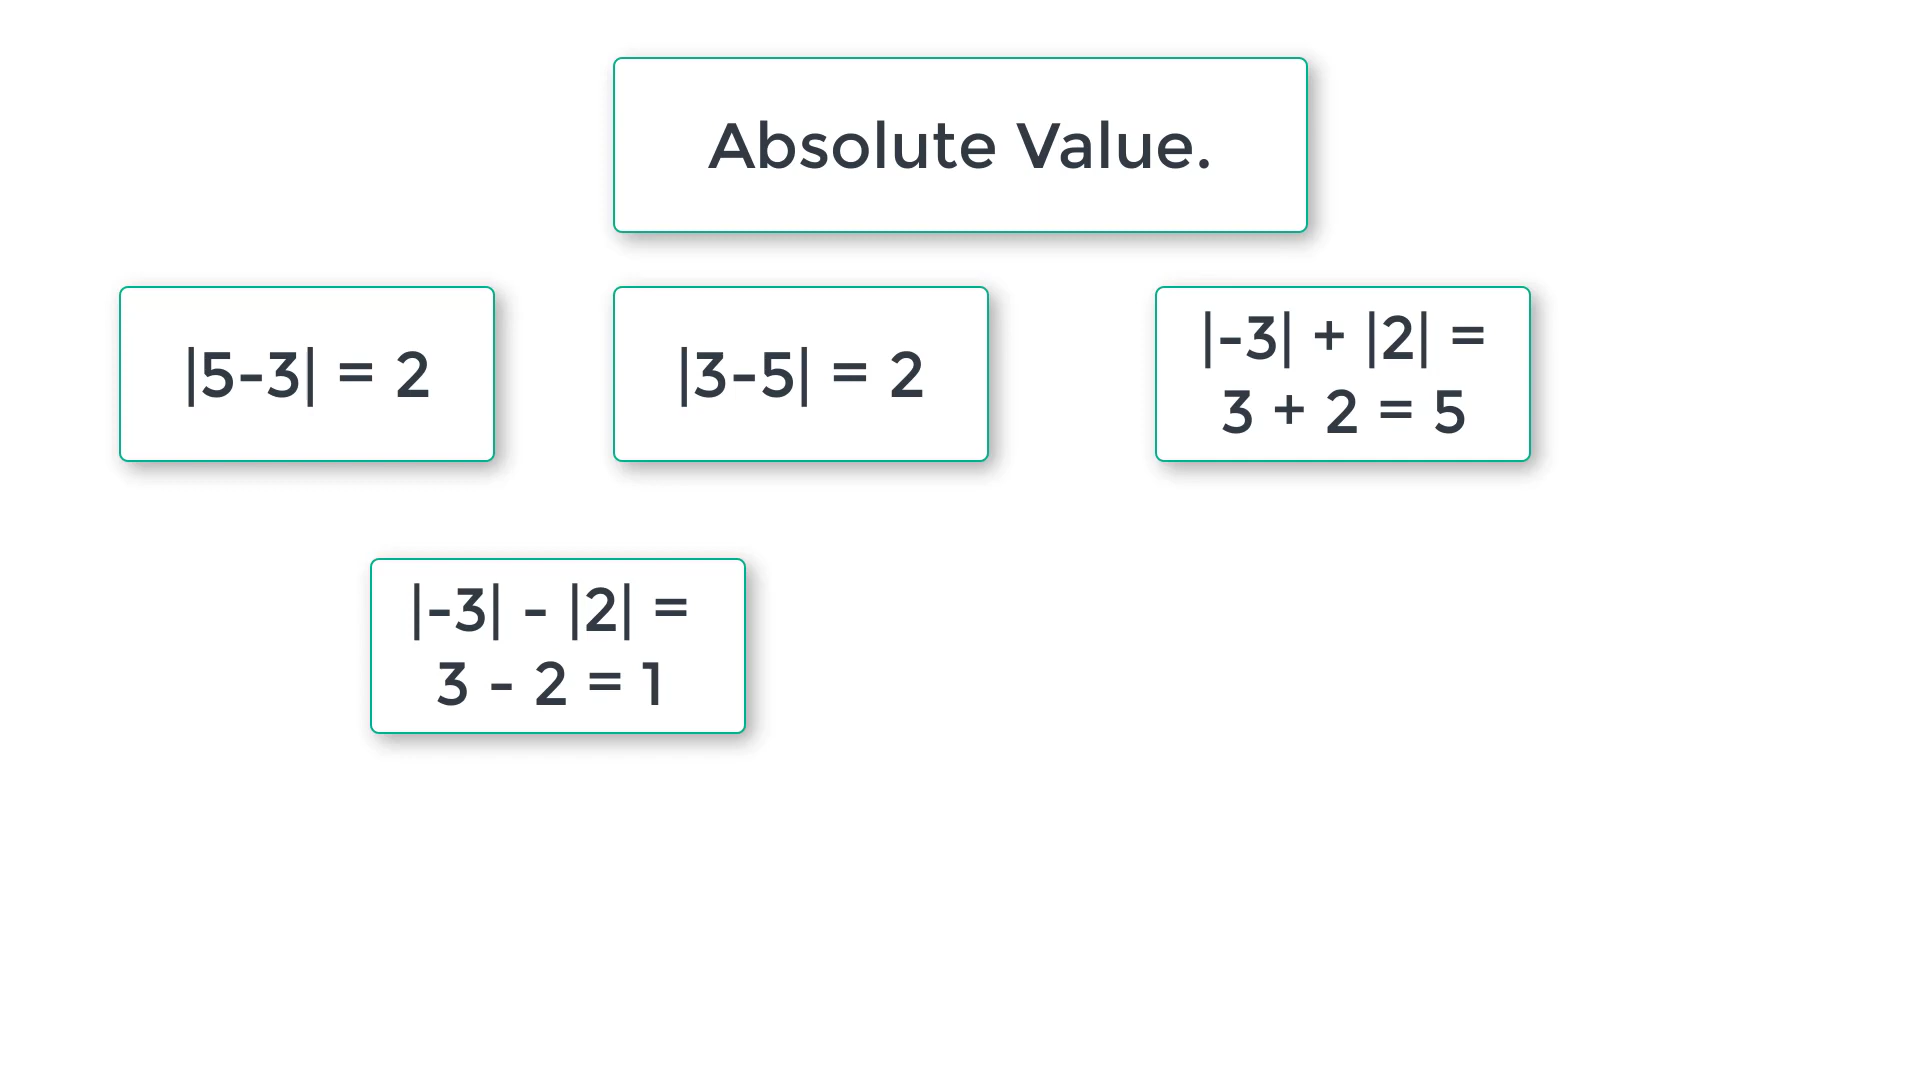 Absolute Value.
|5-3| = 2
|3-5| = 2
|-3| + |2| =
3 + 2 = 5
|-3| - |2| =
3 - 2 = 1